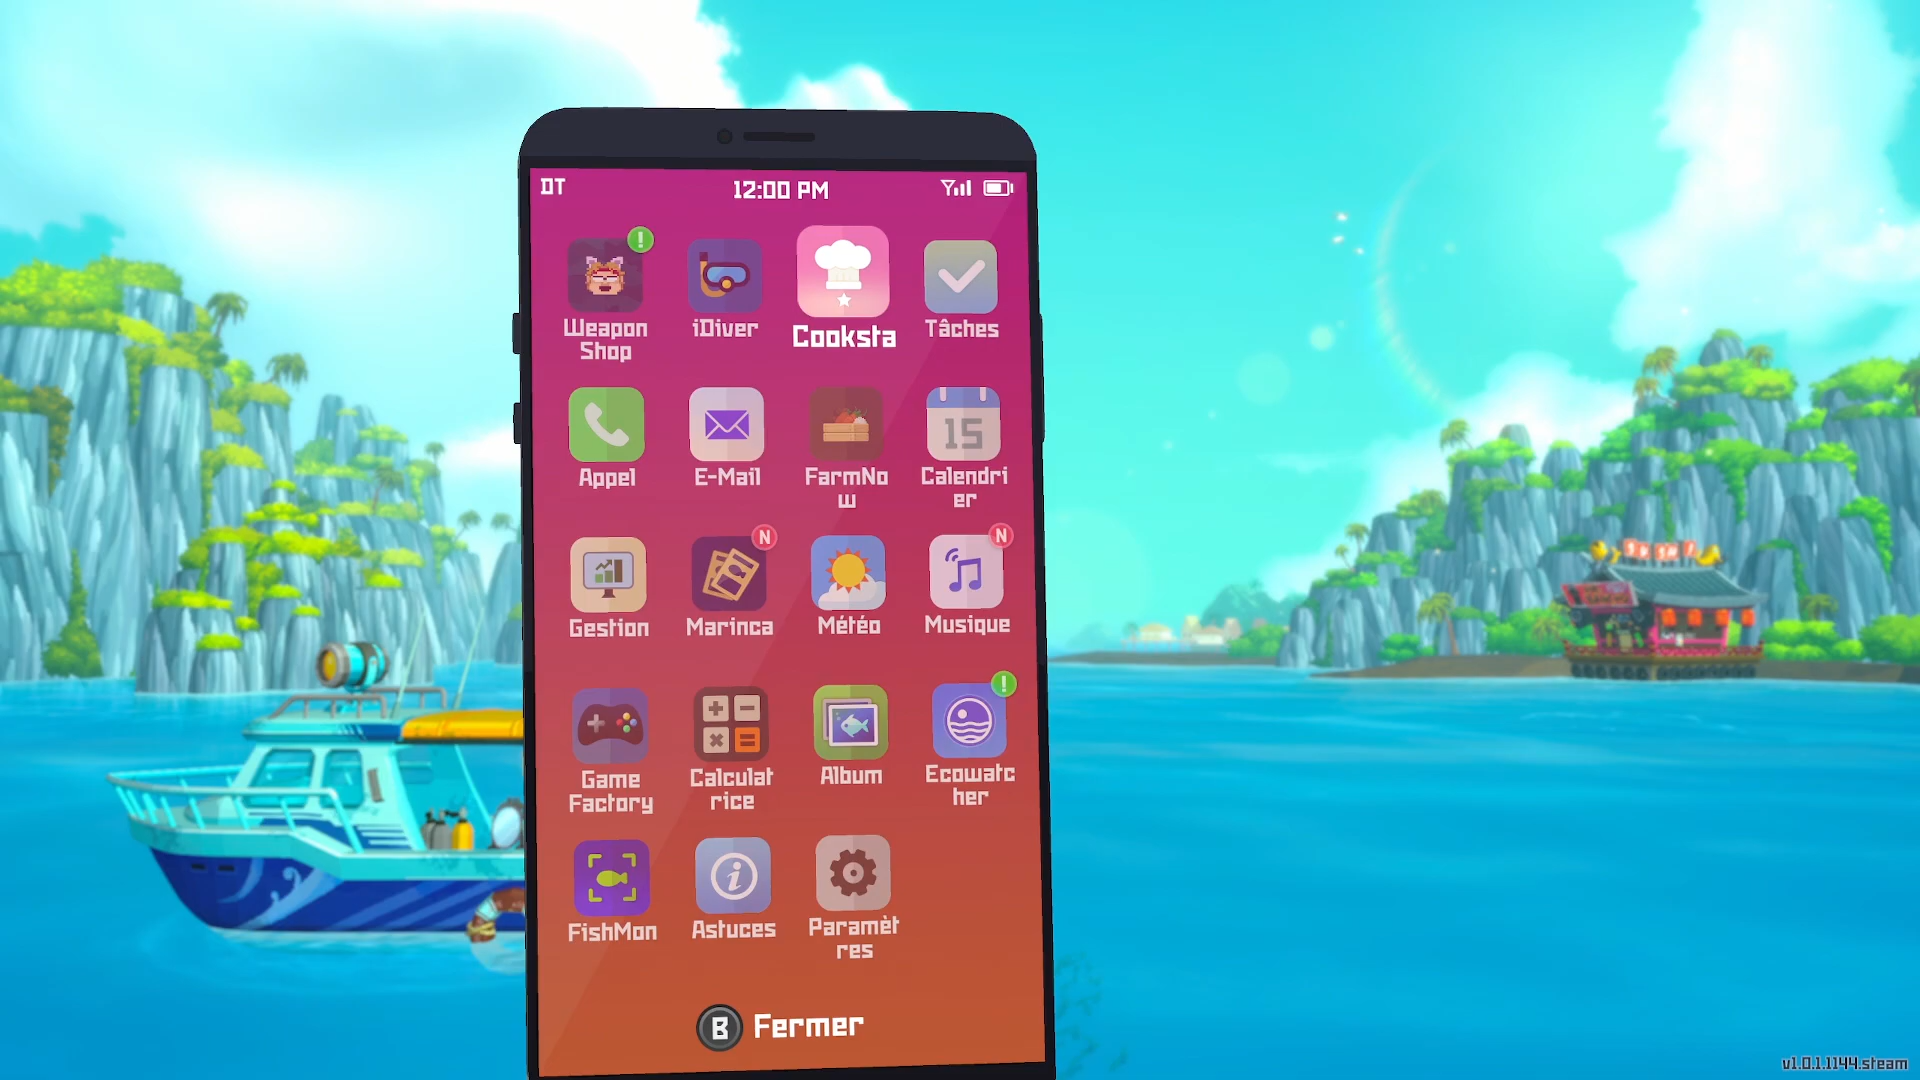 DT
12:00 PM
Weapon
Shop
iDiver
Cooksta
Tâches
Appel
E-Mail
FarmNo
w
15
Calendri
er
Gestion
N
Marinca
Météo
N
Musique
Game
Factory
Calculat
rice
Album
Ecowatc
her
FishMon
Astuces
Paramèt
res
B Fermer
v1.0.1.1144.steam